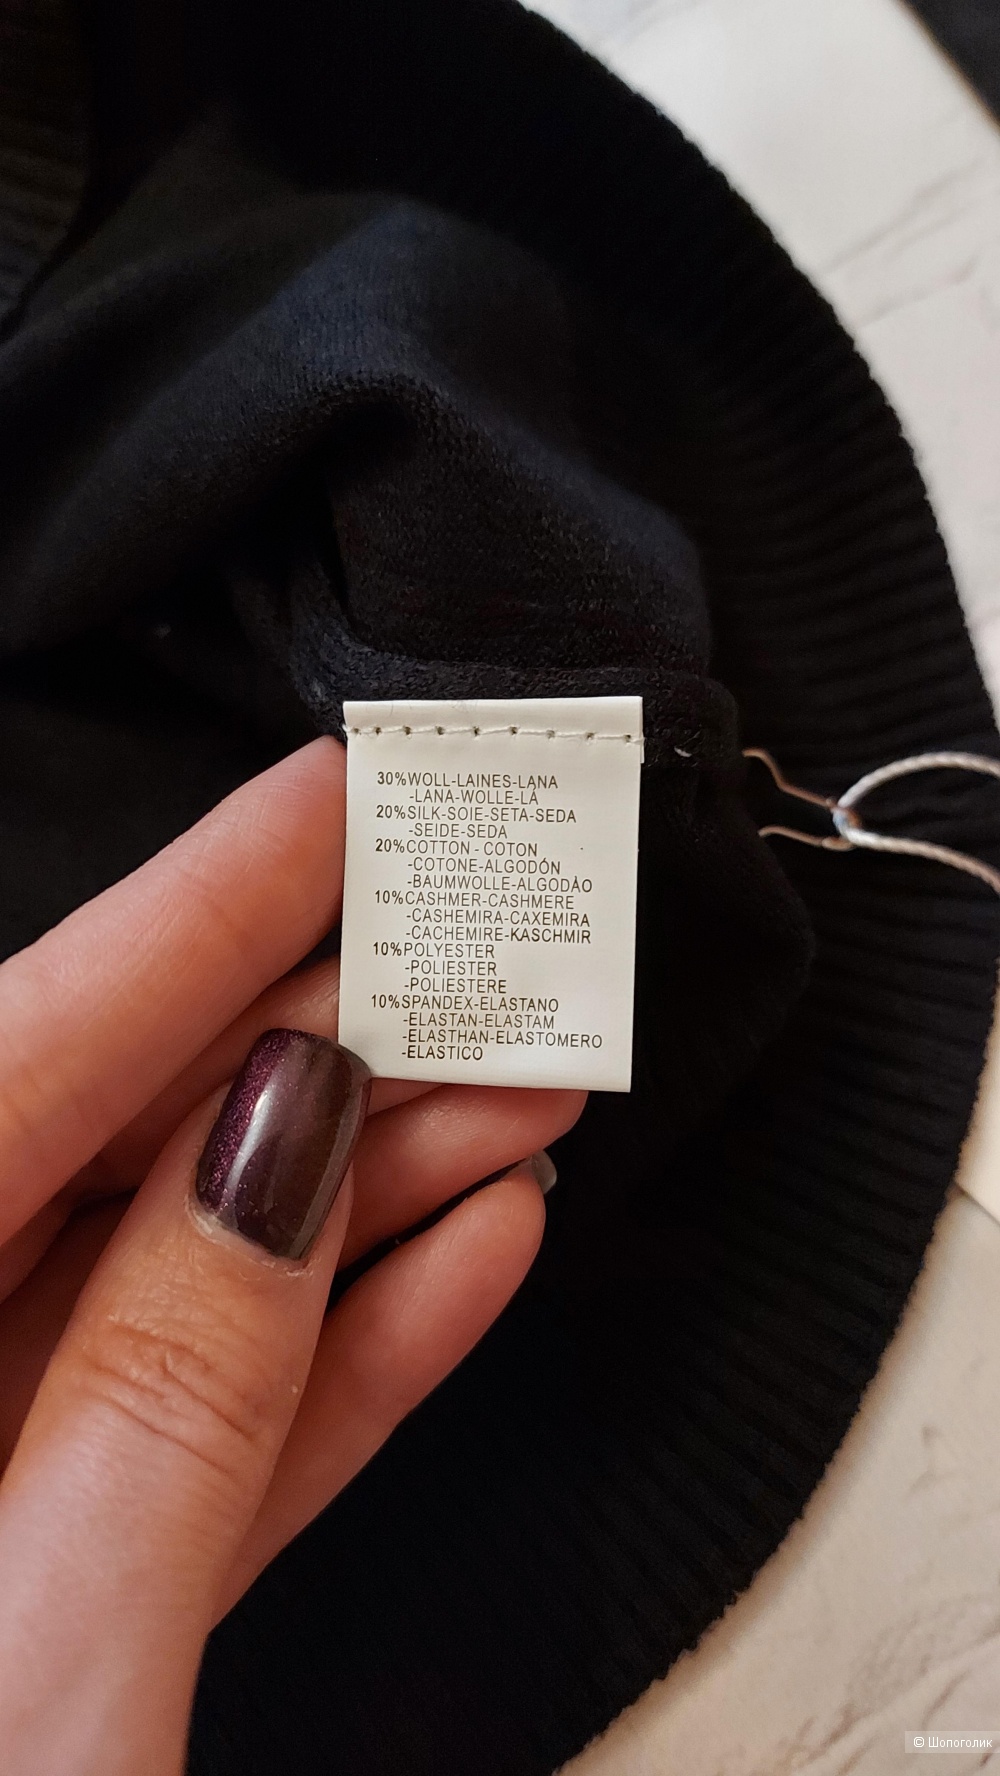 30%WOLL-LAINES-LANA
-LANA-WOLLE-LÃ
20%SILK-SOIE-SETA-SEDA
-SEIDE-SEDA
20%COTTON-COTON
-COTONE-ALGODÓN
-BAUMWOLLE-ALGODÃO
10%CASHMER-CASHMERE
-CASHEMIRA-CAXEMIRA
-CACHEMIRE-KASCHMIR
10%POLYESTER
-POLIESTER
-POLIESTERE
10%SPANDEX-ELASTANO
-ELASTAN-ELASTAM
-ELASTHAN-ELASTOMERO
-ELASTICO
© Шопоголик